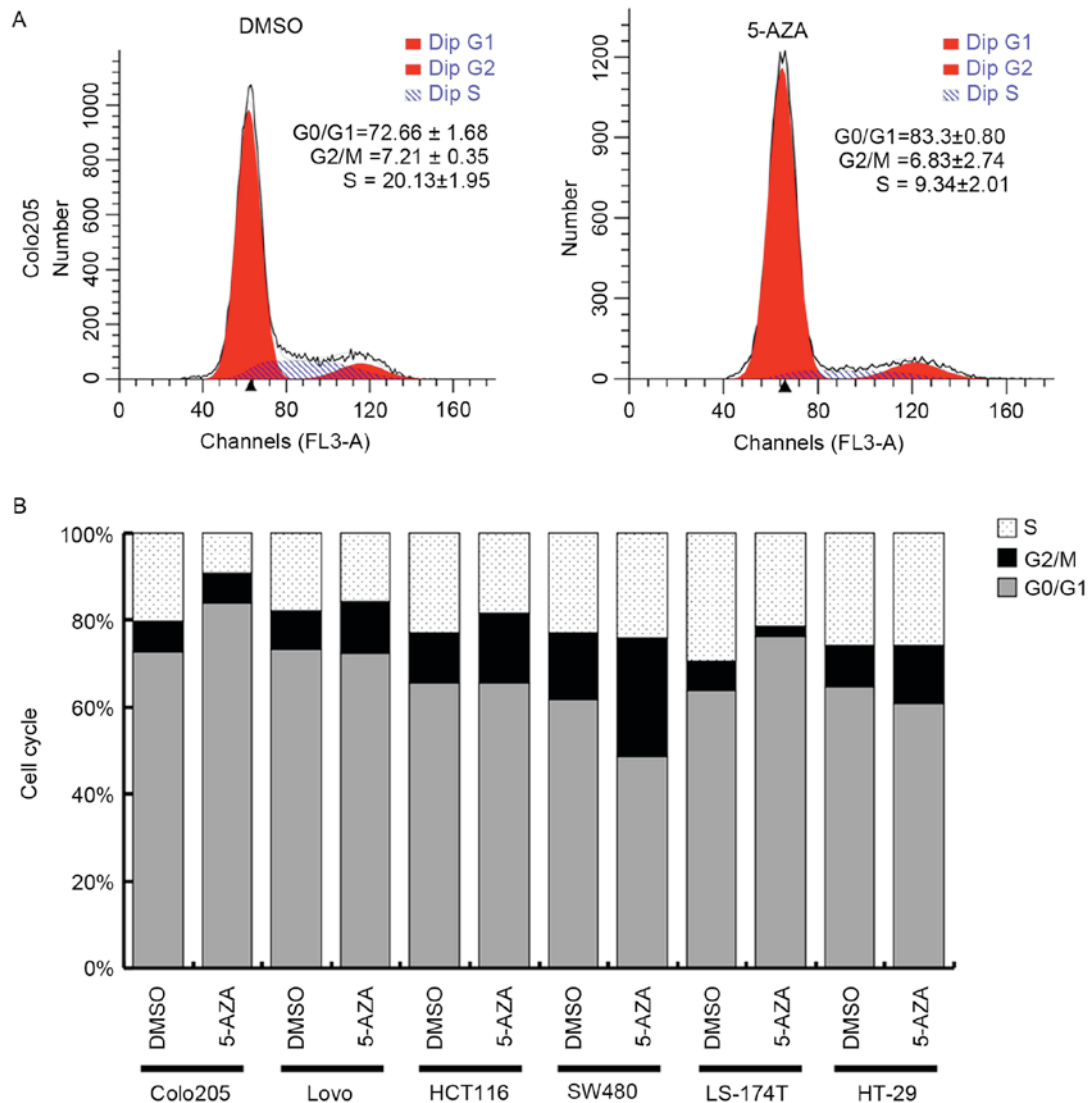 A
DMSO
Dip G1
Dip G2
Dip S
G0/G1=72.66 ± 1.68
G2/M =7.21 ± 0.35
S = 20.13±1.95
Colo205
Number
1000
800
600
400
200
0
0 40 80 120 160
Channels (FL3-A)
5-AZA
Dip G1
Dip G2
Dip S
G0/G1=83.3±0.80
G2/M =6.83±2.74
S = 9.34±2.01
Number
1200
900
600
300
0
0 40 80 120 160
Channels (FL3-A)
B
S
G2/M
G0/G1
Cell cycle
100%
80%
60%
40%
20%
0%
DMSO 5-AZA DMSO 5-AZA DMSO 5-AZA DMSO 5-AZA DMSO 5-AZA DMSO 5-AZA
Colo205 Lovo HCT116 SW480 LS-174T HT-29